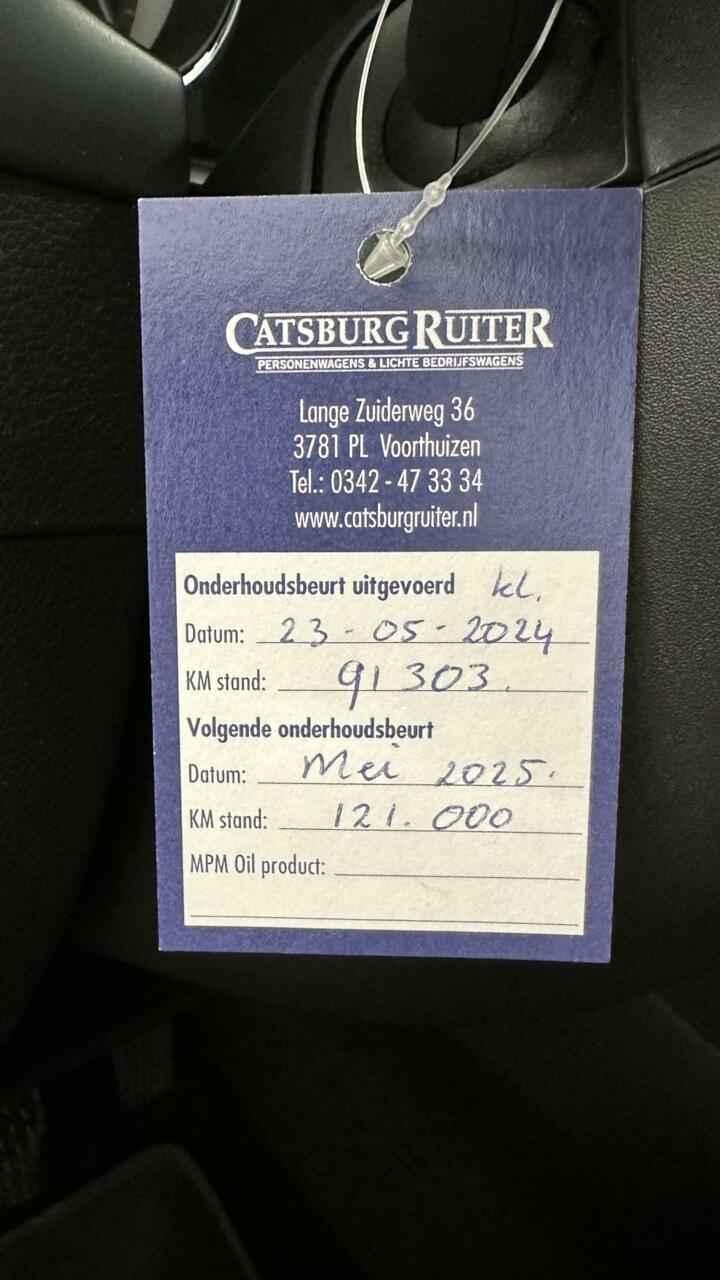 CATSBURG RUITER
PERSONENWAGENS & LICHTE BEDRIJFSWAGENS
Lange Zuiderweg 36
3781 PL Voorthuizen
Tel.: 0342 - 47 33 34
www.catsburgruiter.nl
Onderhoudsbeurt uitgevoerd kl.
Datum: 23-05-2024
KM stand: 91 303.
Volgende onderhoudsbeurt
Datum: Mei 2025.
KM stand: 121.000
MPM Oil product: